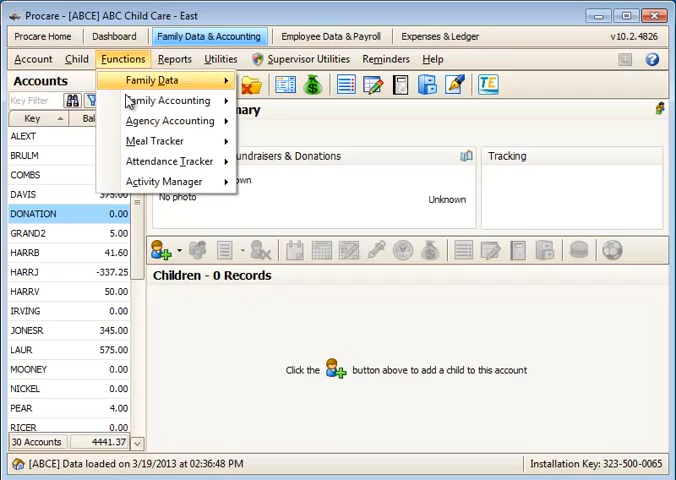 Procare - [ABCE] ABC Child Care - East
Procare Home Dashboard Family Data & Accounting Employee Data & Payroll Expenses & Ledger v10.2.4826
Account Child Functions Reports Utilities Supervisor Utilities Reminders Help
Accounts
Family Data
Family Accounting
Agency Accounting
Meal Tracker
Attendance Tracker
Activity Manager
Key Filter
Key
ALEXT
BRULM
COMBS
DAVIS 375.00
DONATION 0.00
GRAND2 5.00
HARRB 41.60
HARRJ -337.25
HARRV 50.00
IRVING 0.00
JONESR 345.00
LAUR 575.00
MOONEY 0.00
NICKEL 0.00
PEAR 4.00
RICER 0.00
30 Accounts 4441.37
TE
mary
undraisers & Donations
nown
No photo Unknown
Tracking
Children - 0 Records
Click the button above to add a child to this account
[ABCE] Data loaded on 3/19/2013 at 02:36:48 PM Installation Key: 323-500-0065